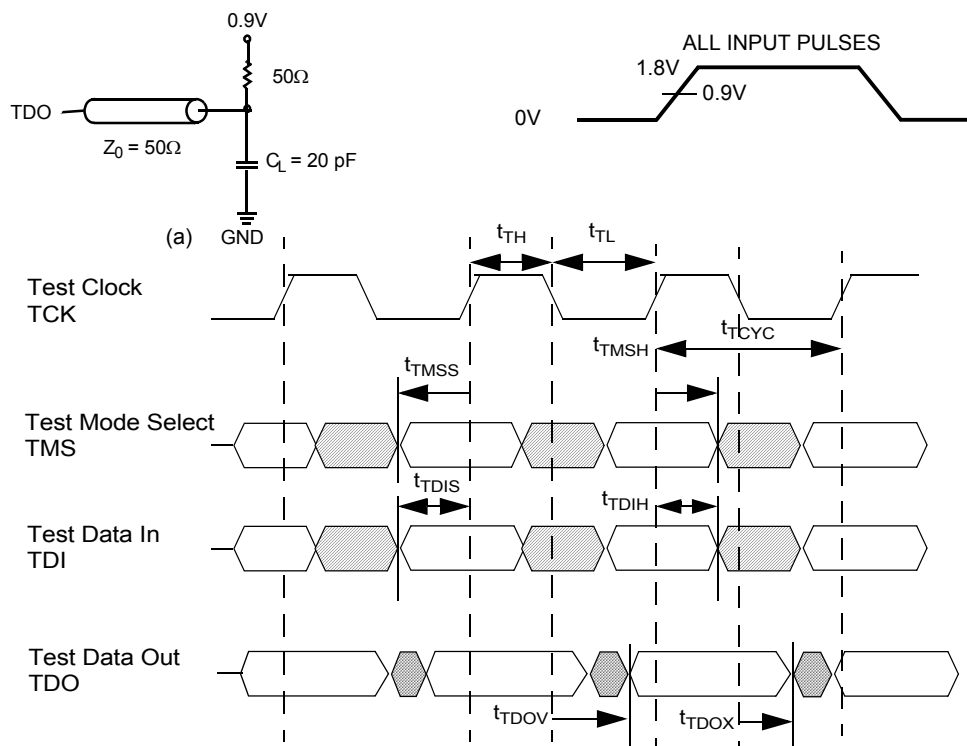 0.9V
50Ω
TDO
Z0 = 50Ω
CL = 20 pF
(a) GND
ALL INPUT PULSES
1.8V
0.9V
0V
tTH
tTL
Test Clock
TCK
tTCYC
tTMSH
tTMSS
Test Mode Select
TMS
tTDIS
tTDIH
Test Data In
TDI
Test Data Out
TDO
tTDOV
tTDOX